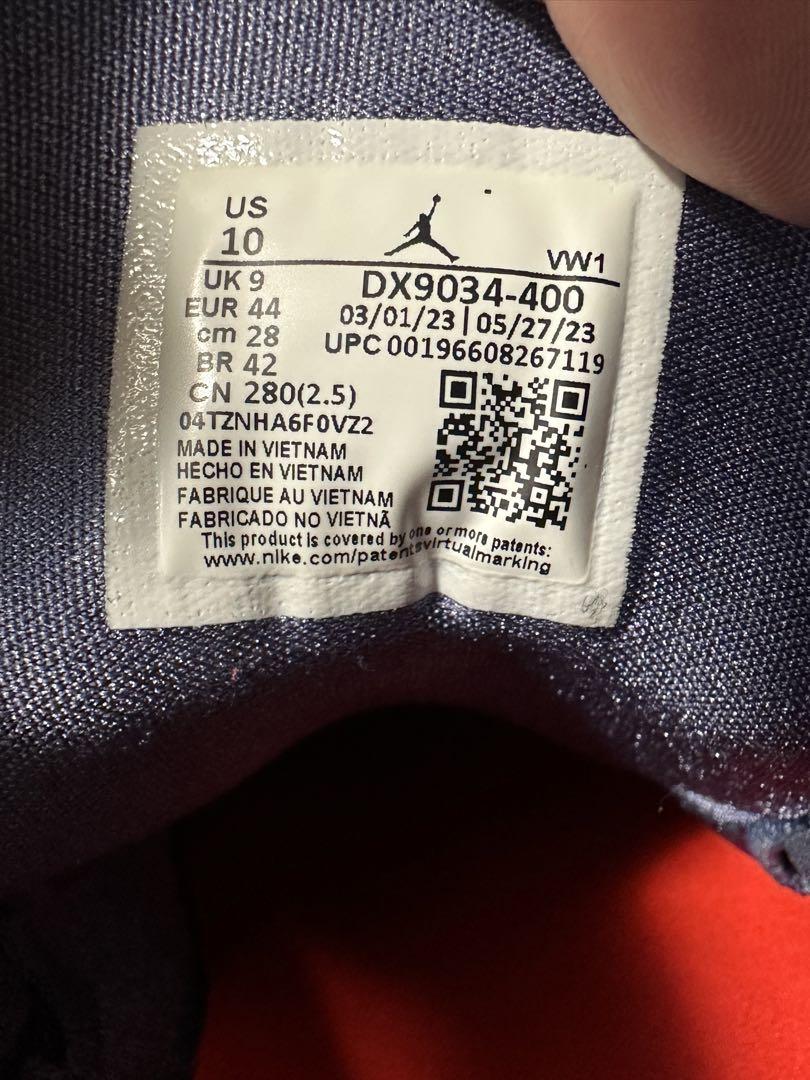 US
10
VW1
UK 9
DX9034-400
EUR 44
03/01/23 | 05/27/23
cm 28
UPC 00196608267119
BR 42
CN 280(2.5)
04TZNHA6F0VZ2
MADE IN VIETNAM
HECHO EN VIETNAM
FABRIQUE AU VIETNAM
FABRICADO NO VIETNÃ
This product is covered by one or more patents:
www.nike.com/patentsvirtualmarking